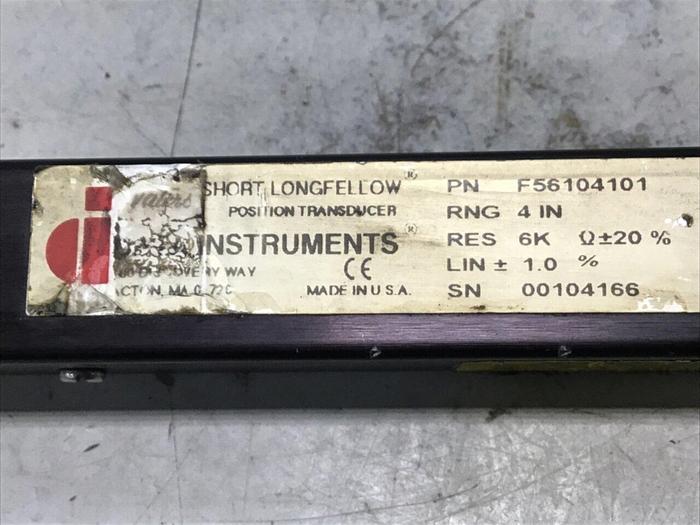 SHORT LONGFELLOW®
POSITION TRANSDUCER
INSTRUMENTS®
WAY
ACTON, MA
CE
MADE IN U.S.A.
PN F56104101
RNG 4 IN
RES 6K Ω±20 %
LIN ± 1.0 %
SN 00104166